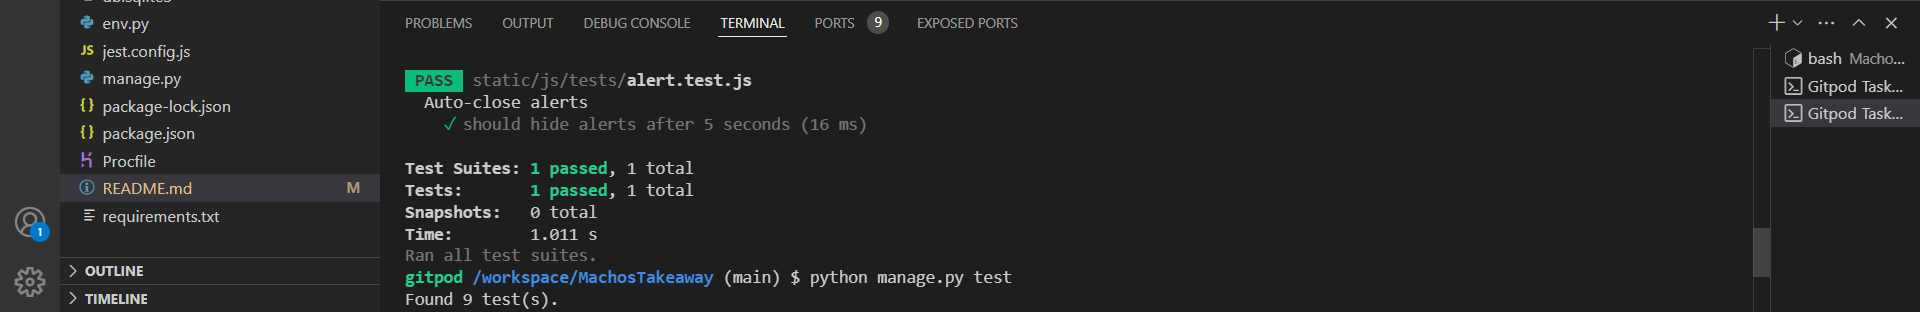 env.py
jest.config.js
manage.py
package-lock.json
package.json
Procfile
README.md M
requirements.txt
OUTLINE
TIMELINE
1
PROBLEMS OUTPUT DEBUG CONSOLE TERMINAL PORTS 9 EXPOSED PORTS
PASS static/js/tests/alert.test.js
Auto-close alerts
✓ should hide alerts after 5 seconds (16 ms)
Test Suites: 1 passed, 1 total
Tests: 1 passed, 1 total
Snapshots: 0 total
Time: 1.011 s
Ran all test suites.
gitpod /workspace/MachosTakeaway (main) $ python manage.py test
Found 9 test(s).
bash Macho...
Gitpod Task...
Gitpod Task...